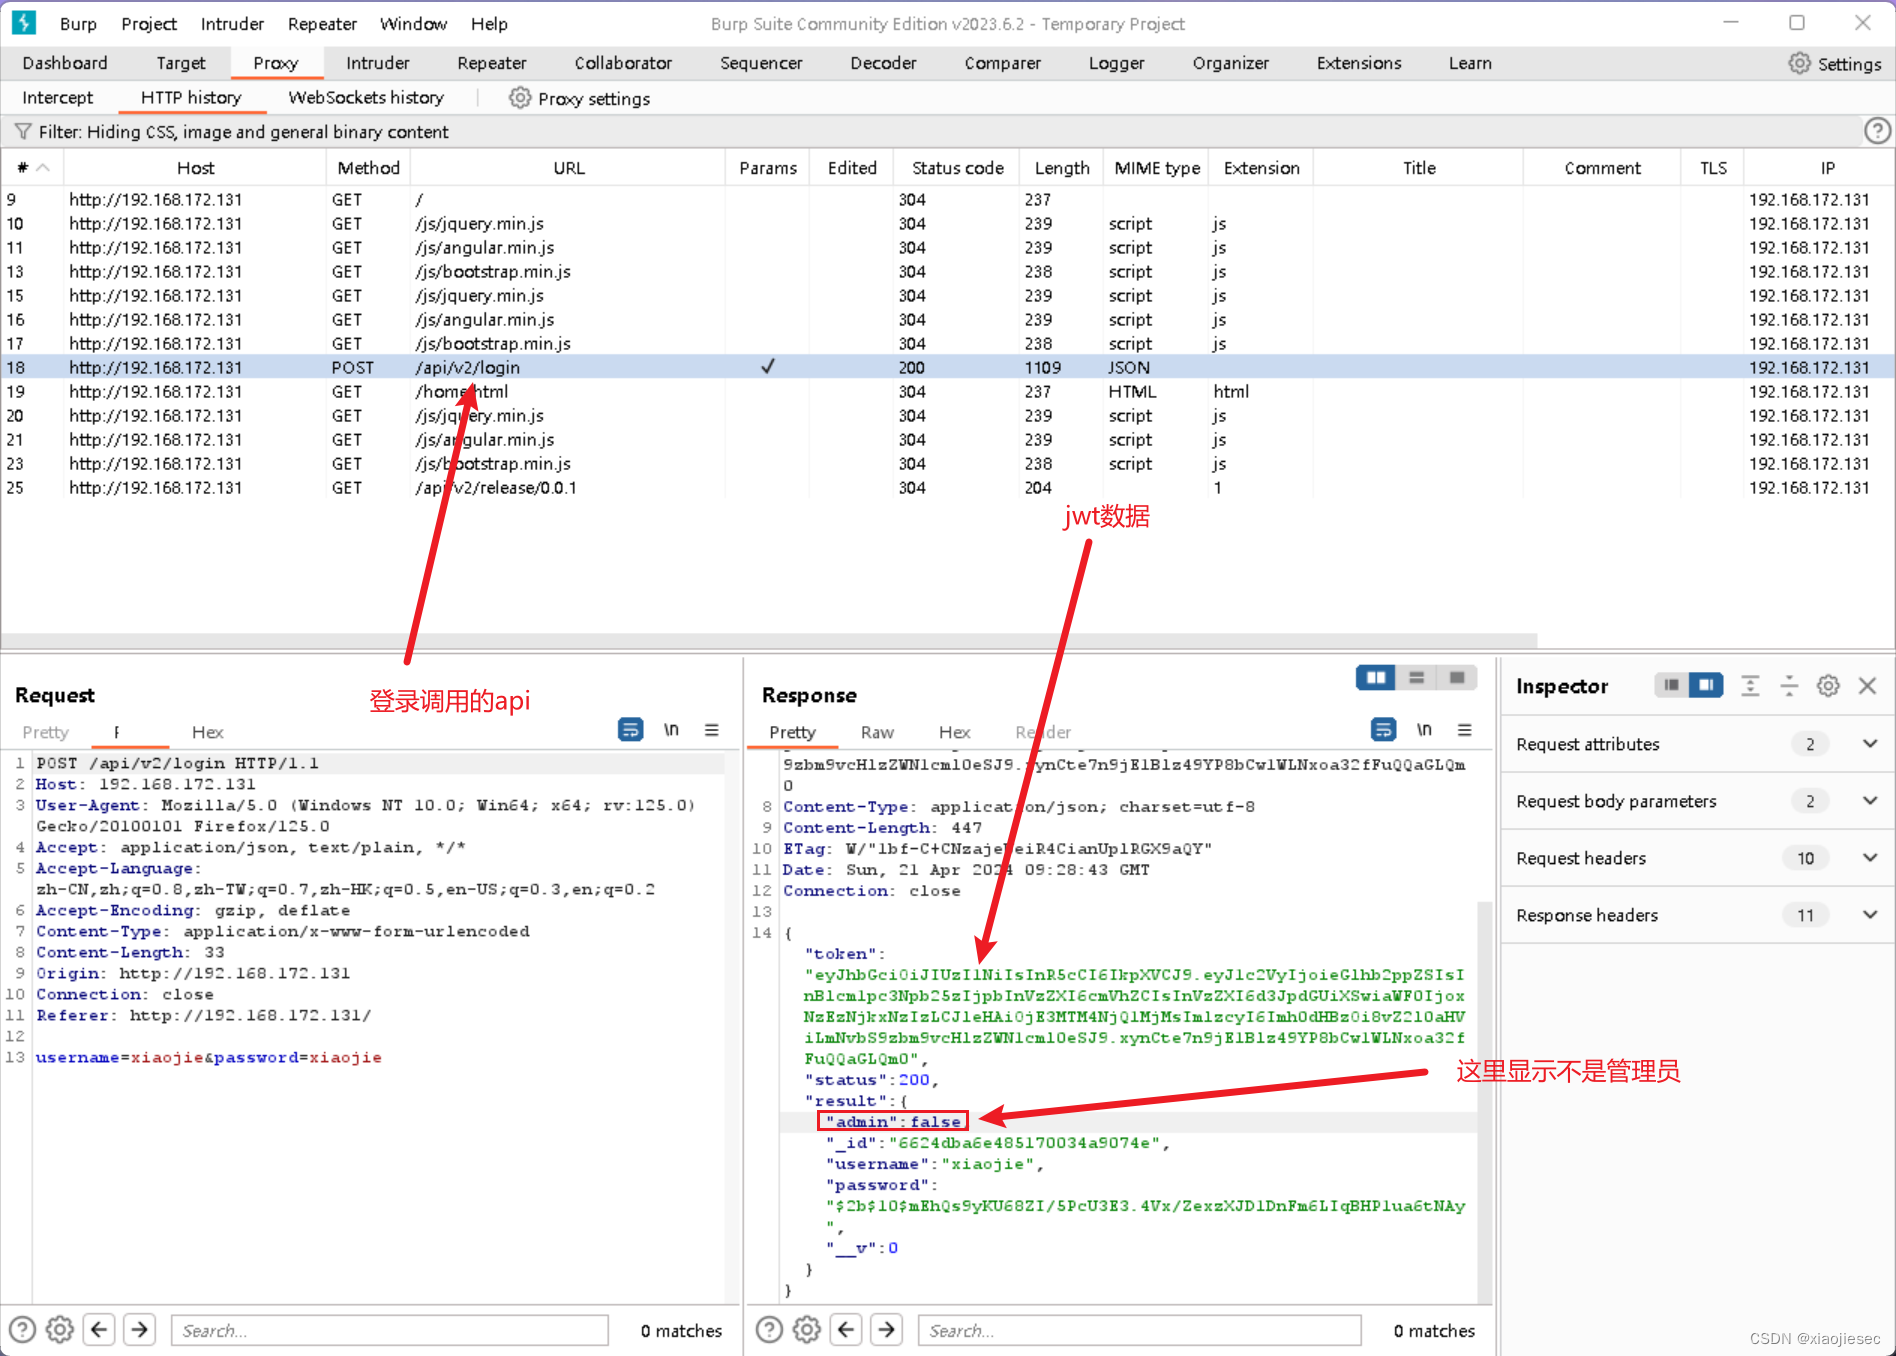 Burp Project Intruder Repeater Window Help Burp Suite Community Edition v2023.6.2 - Temporary Project
Dashboard Target Proxy Intruder Repeater Collaborator Sequencer Decoder Comparer Logger Organizer Extensions Learn Settings
Intercept HTTP history WebSockets history Proxy settings
Filter: Hiding CSS, image and general binary content
# Host Method URL Params Edited Status code Length MIME type Extension Title Comment TLS IP
9 http://192.168.172.131 GET / 304 237 192.168.172.131
10 http://192.168.172.131 GET /js/jquery.min.js 304 239 script js 192.168.172.131
11 http://192.168.172.131 GET /js/angular.min.js 304 239 script js 192.168.172.131
13 http://192.168.172.131 GET /js/bootstrap.min.js 304 238 script js 192.168.172.131
15 http://192.168.172.131 GET /js/jquery.min.js 304 239 script js 192.168.172.131
16 http://192.168.172.131 GET /js/angular.min.js 304 239 script js 192.168.172.131
17 http://192.168.172.131 GET /js/bootstrap.min.js 304 238 script js 192.168.172.131
18 http://192.168.172.131 POST /api/v2/login ✓ 200 1109 JSON 192.168.172.131
19 http://192.168.172.131 GET /home.html 304 237 HTML html 192.168.172.131
20 http://192.168.172.131 GET /js/jquery.min.js 304 239 script js 192.168.172.131
21 http://192.168.172.131 GET /js/angular.min.js 304 239 script js 192.168.172.131
23 http://192.168.172.131 GET /js/bootstrap.min.js 304 238 script js 192.168.172.131
25 http://192.168.172.131 GET /api/v2/release/0.0.1 304 204 1 192.168.172.131
jwt数据
登录调用的api
Request
Pretty Hex \n
1 POST /api/v2/login HTTP/1.1
2 Host: 192.168.172.131
3 User-Agent: Mozilla/5.0 (Windows NT 10.0; Win64; x64; rv:125.0)
Gecko/20100101 Firefox/125.0
4 Accept: application/json, text/plain, */*
5 Accept-Language:
zh-CN,zh;q=0.8,zh-TW;q=0.7,zh-HK;q=0.5,en-US;q=0.3,en;q=0.2
6 Accept-Encoding: gzip, deflate
7 Content-Type: application/x-www-form-urlencoded
8 Content-Length: 33
9 Origin: http://192.168.172.131
10 Connection: close
11 Referer: http://192.168.172.131/
12
13 username=xiaojie&password=xiaojie
Search... 0 matches
Response
Pretty Raw Hex Render \n
9zbm9vcHlzZWN1cml0eSJ9.xynCte7n9jElBlz49YP8bCwlWLNxoa32fFuQQaGLQm
0
8 Content-Type: application/json; charset=utf-8
9 Content-Length: 447
10 ETag:
11 Date: Sun, 21 Apr 2024 09:28:43 GMT
12 Connection: close
13
14 {
"token":
"eyJhbGciOiJIUzI1NiIsInR5cCI6IkpXVCJ9.eyJ1c2VyIjoieGlhb2ppZSIsI
nBlcm1pc3Npb25zIjpbInVzZXI6cmVhZCIsInVzZXI6d3JpdGUiXSwiaWF0Ijox
NzEzNjkxNzIzLCJleHAiOjE3MTM4NjQ1MjMsImlzcyI6Imh0dHBzOi8vZ2l0aHV
iLmNvbS9zbm9vcHlzZWN1cml0eSJ9.xynCte7n9jElBlz49YP8bCwlWLNxoa32f
FuQQaGLQm0",
"status":200,
"result":{
"admin":false,
"_id":"6624dba6e485170034a9074e",
"username":"xiaojie",
"password":
"$2b$10$mEhQs9yKU68ZI/5PcU3E3.4Vx/ZexzXJDlDnFm6LIqBHPlua6tNAy
",
"__v":0
}
}
这里显示不是管理员
Search... 0 matches
Inspector
Request attributes 2
Request body parameters 2
Request headers 10
Response headers 11
CSDN @xiaojiesec